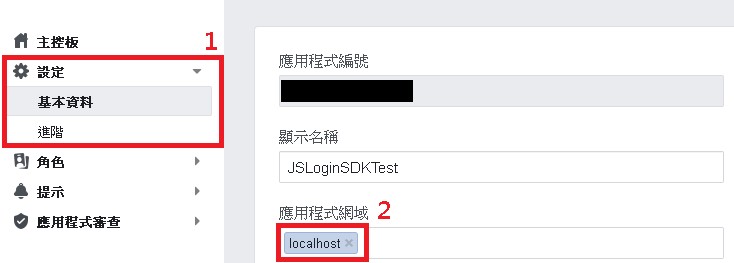 主控板
1
設定
基本資料
進階
角色
提示
應用程式審查
應用程式編號
顯示名稱
JSLoginSDKTest
應用程式網域 2
localhost ×